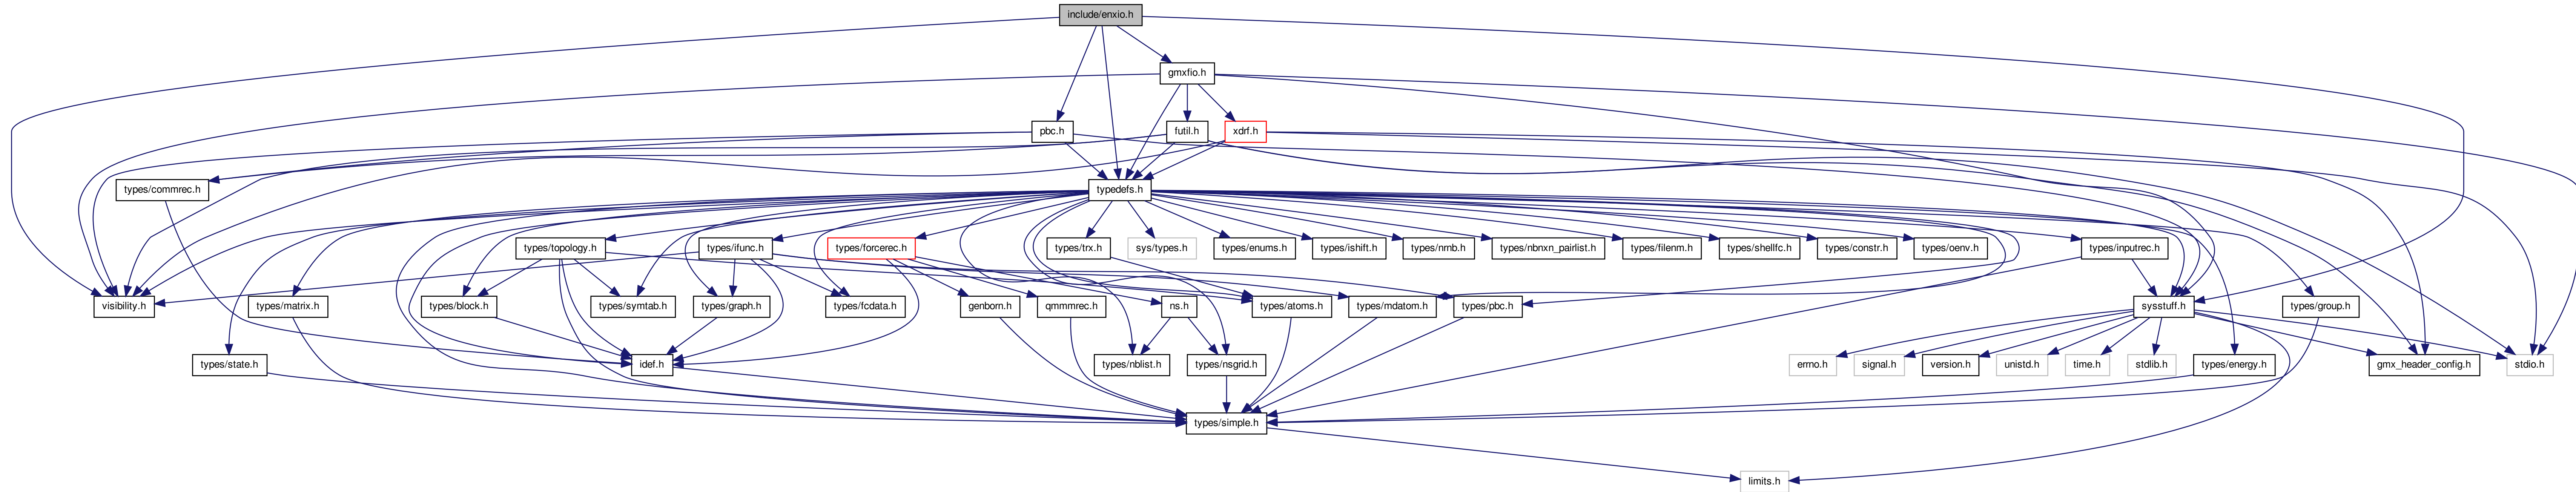 include/enxio.h
gmxfio.h
pbc.h
futil.h
xdrf.h
types/commrec.h
typedefs.h
types/topology.h
types/ifunc.h
types/forcerec.h
types/trx.h
sys/types.h
types/enums.h
types/ishift.h
types/nrnb.h
types/nbnxn_pairlist.h
types/filenm.h
types/shellfc.h
types/constr.h
types/oenv.h
types/inputrec.h
visibility.h
types/matrix.h
types/block.h
types/symtab.h
types/graph.h
types/fcdata.h
genborn.h
qmmmrec.h
ns.h
types/atoms.h
types/mdatom.h
types/pbc.h
sysstuff.h
types/group.h
types/state.h
idef.h
types/nblist.h
types/nsgrid.h
errno.h
signal.h
version.h
unistd.h
time.h
stdlib.h
types/energy.h
gmx_header_config.h
stdio.h
types/simple.h
limits.h